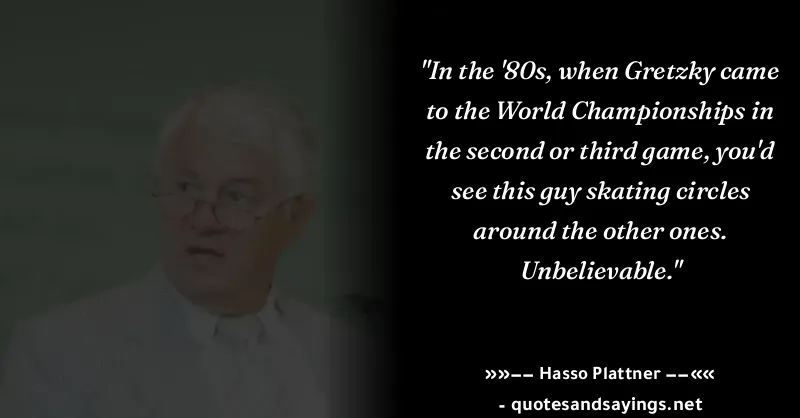 "In the '80s, when Gretzky came
to the World Championships in
the second or third game, you'd
see this guy skating circles
around the other ones.
Unbelievable."
»»−− Hasso Plattner −−««
- quotesandsayings.net